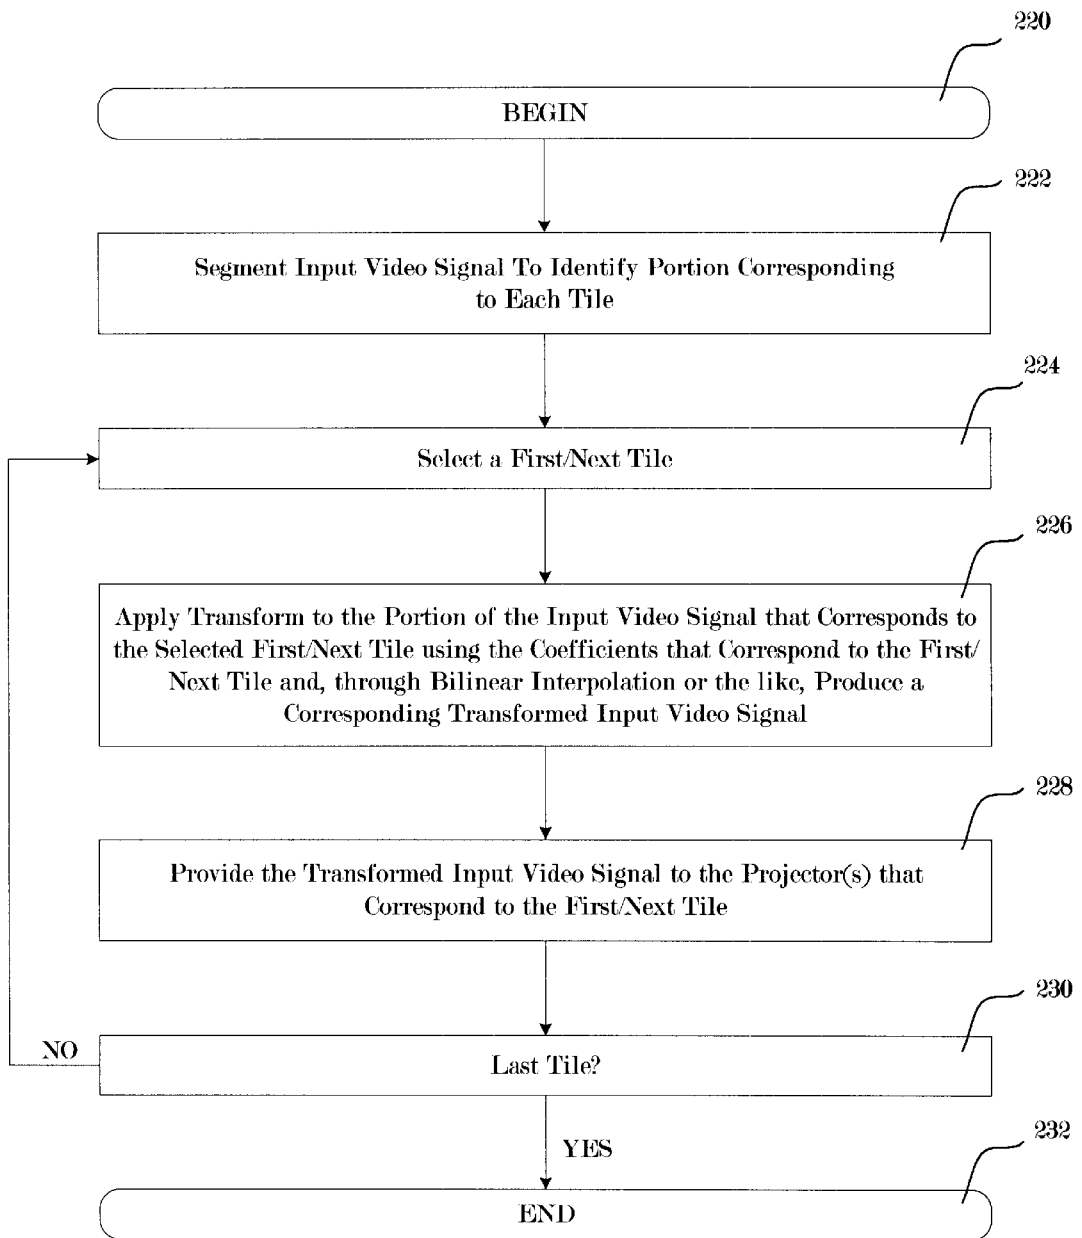 220
BEGIN
222
Segment Input Video Signal To Identify Portion Corresponding
to Each Tile
224
Select a First/Next Tile
226
Apply Transform to the Portion of the Input Video Signal that Corresponds to
the Selected First/Next Tile using the Coefficients that Correspond to the First/
Next Tile and, through Bilinear Interpolation or the like, Produce a
Corresponding Transformed Input Video Signal
228
Provide the Transformed Input Video Signal to the Projector(s) that
Correspond to the First/Next Tile
230
NO
Last Tile?
YES
232
END